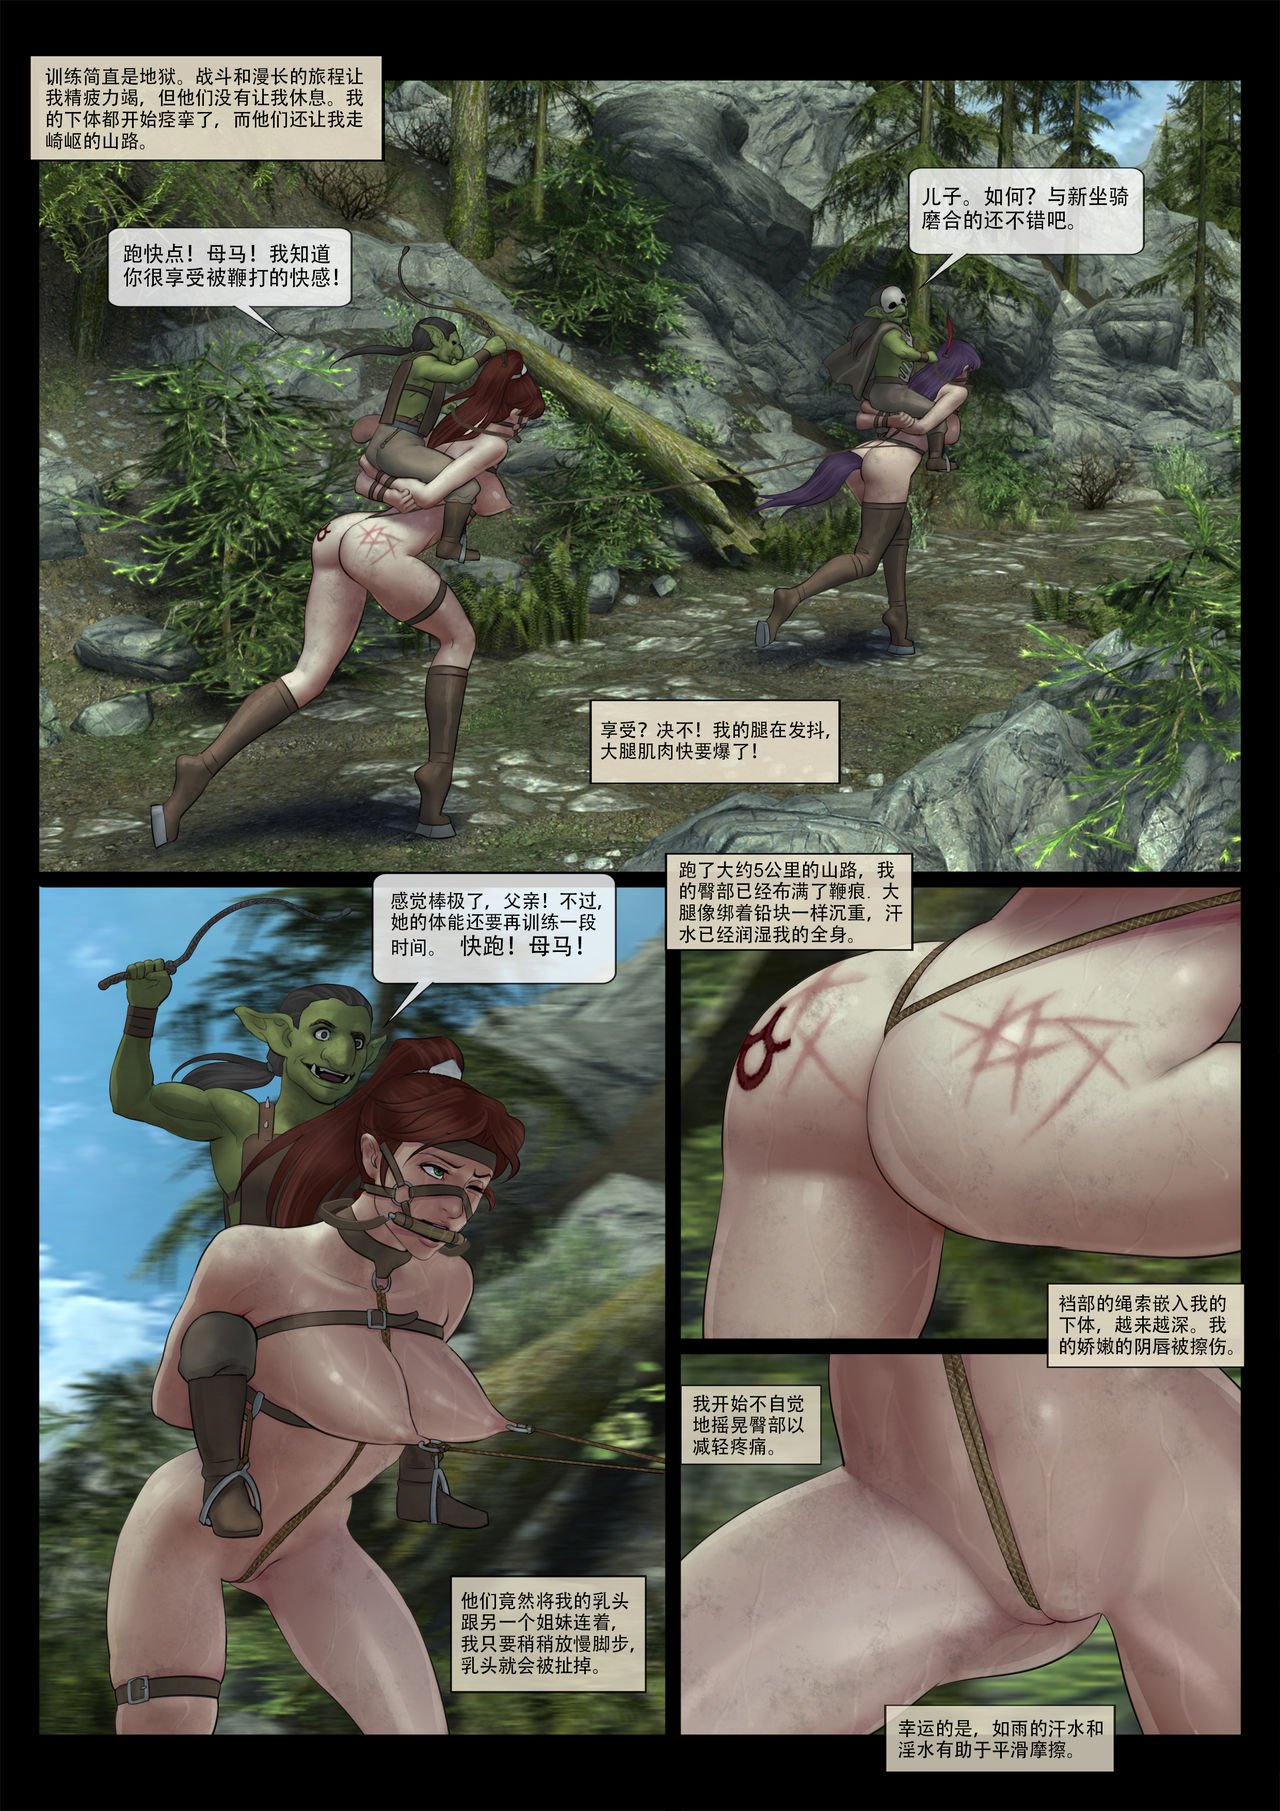 训练简直是地狱。战斗和漫长的旅程让
我精疲力竭，但他们没有让我休息。我
的下体都开始痉挛了，而他们还让我走
崎岖的山路。
儿子。如何？与新坐骑
磨合的还不错吧。
跑快点！母马！我知道
你很享受被鞭打的快感！
享受？决不！我的腿在发抖，
大腿肌肉快要爆了！
感觉棒极了，父亲！不过，
她的体能还要再训练一段
时间。 快跑！母马！
跑了大约5公里的山路，我
的臀部已经布满了鞭痕．大
腿像绑着铅块一样沉重，汗
水已经润湿我的全身。
他们竟然将我的乳头
跟另一个姐妹连着，
我只要稍稍放慢脚步，
乳头就会被扯掉。
裆部的绳索嵌入我的
下体，越来越深。我
的娇嫩的阴唇被擦伤。
我开始不自觉
地摇晃臀部以
减轻疼痛。
幸运的是，如雨的汗水和
淫水有助于平滑摩擦。